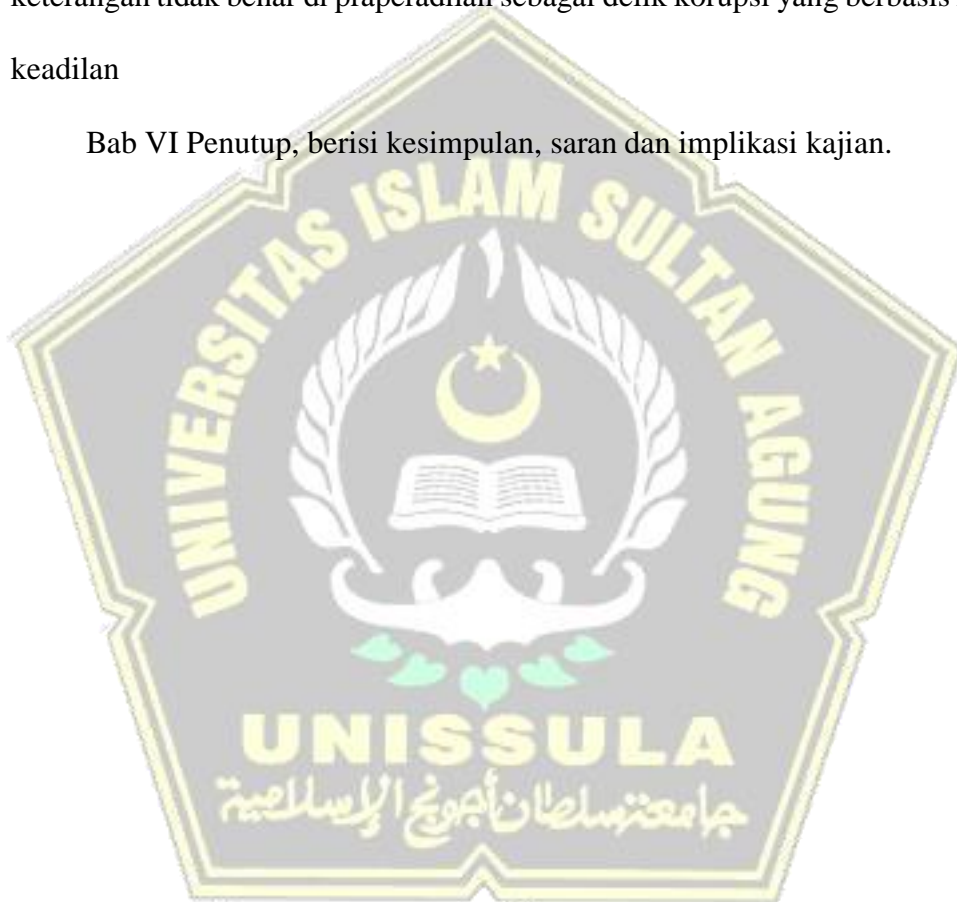 keterangan tidak benar di praperadilan sebagai delik korupsi yang berbasis
keadilan
Bab VI Penutup, berisi kesimpulan, saran dan implikasi kajian.
UNIVERSITAS ISLAM SULTAN AGUNG
UNISSULA
جامعة سلطان أجونج الإسلامية